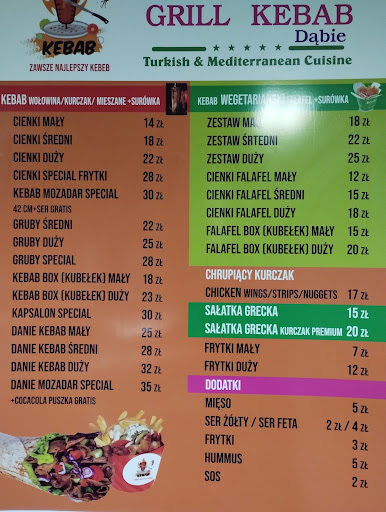 KEBAB
ZAWSZE NAJLEPSZY KEBEB
GRILL KEBAB
Dąbie
Turkish & Mediterranean Cuisine
KEBAB WOŁOWINA/KURCZAK/ MIESZANE +SURÓWKA
CIENKI MAŁY 14 ZŁ
CIENKI ŚREDNI 18 ZŁ
CIENKI DUŻY 22 ZŁ
CIENKI SPECIAL FRYTKI 28 ZŁ
KEBAB MOZADAR SPECIAL 30 ZŁ
42 CM+SER GRATIS
GRUBY ŚREDNI 22 ZŁ
GRUBY DUŻY 25 ZŁ
GRUBY SPECIAL 28 ZŁ
KEBAB BOX (KUBEŁEK) MAŁY 18 ZŁ
KEBAB BOX (KUBEŁEK) DUŻY 23 ZŁ
KAPSALON SPECIAL 30 ZŁ
DANIE KEBAB MAŁY 25 ZŁ
DANIE KEBAB ŚREDNI 28 ZŁ
DANIE KEBAB DUŻY 32 ZŁ
DANIE MOZADAR SPECIAL 35 ZŁ
+COCACOLA PUSZKA GRATIS
KEBAB +SURÓWKA
ZESTAW 18 ZŁ
ZESTAW ŚRTEDNI 22 ZŁ
ZESTAW DUŻY 25 ZŁ
CIENKI FALAFEL MAŁY 12 ZŁ
CIENKI FALAFEL ŚREDNI 15 ZŁ
CIENKI FALAFEL DUŻY 18 ZŁ
FALAFEL BOX (KUBEŁEK) MAŁY 15 ZŁ
FALAFEL BOX (KUBEŁEK) DUŻY 20 ZŁ
CHRUPIĄCY KURCZAK
CHICKEN WINGS/STRIPS/NUGGETS 17 ZŁ
SAŁATKA GRECKA 15 ZŁ
SAŁATKA GRECKA KURCZAK PREMIUM 20 ZŁ
FRYTKI MAŁY 7 ZŁ
FRYTKI DUŻY 12 ZŁ
DODATKI
MIĘSO 5 ZŁ
SER ŻÓŁTY / SER FETA 2 ZŁ / 4 ZŁ
FRYTKI 3 ZŁ
HUMMUS 5 ZŁ
SOS 2 ZŁ